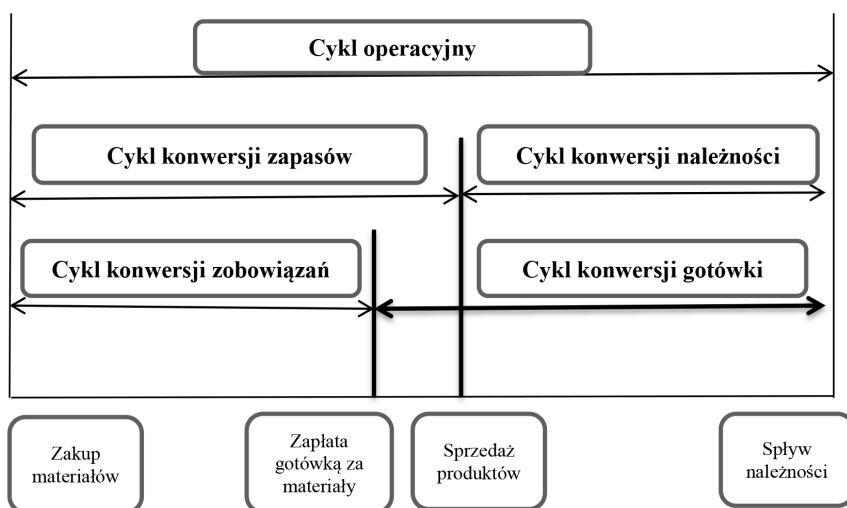 Cykl operacyjny
Cykl konwersji zapasów
Cykl konwersji należności
Cykl konwersji zobowiązań
Cykl konwersji gotówki
Zakup
materiałów
Zapłata
gotówką za
materiały
Sprzedaż
produktów
Spływ
należności